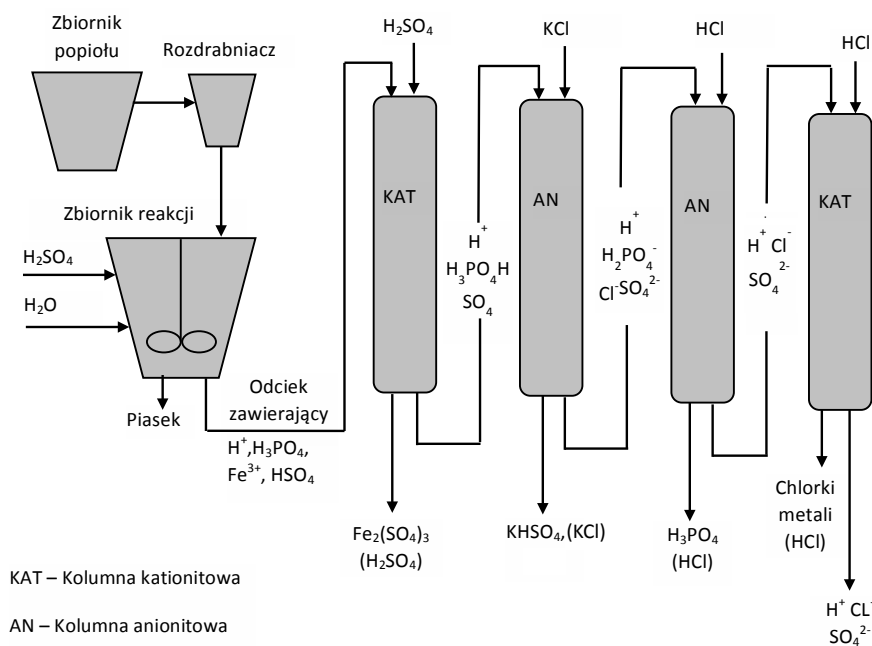 Zbiornik
popiołu
Rozdrabniacz
Zbiornik reakcji
H₂SO₄
H₂O
Piasek
Odciek
zawierający
H⁺,H₃PO₄,
Fe³⁺, HSO₄
H₂SO₄
KAT
Fe₂(SO₄)₃
(H₂SO₄)
H⁺
H₃PO₄H
SO₄
KCl
AN
KHSO₄,(KCl)
H⁺
H₂PO₄⁻
Cl⁻SO₄²⁻
HCl
AN
H₃PO₄
(HCl)
H⁺ Cl⁻
SO₄²⁻
HCl
KAT
Chlorki
metali
(HCl)
H⁺ CL⁻
SO₄²⁻
KAT – Kolumna kationitowa
AN – Kolumna anionitowa